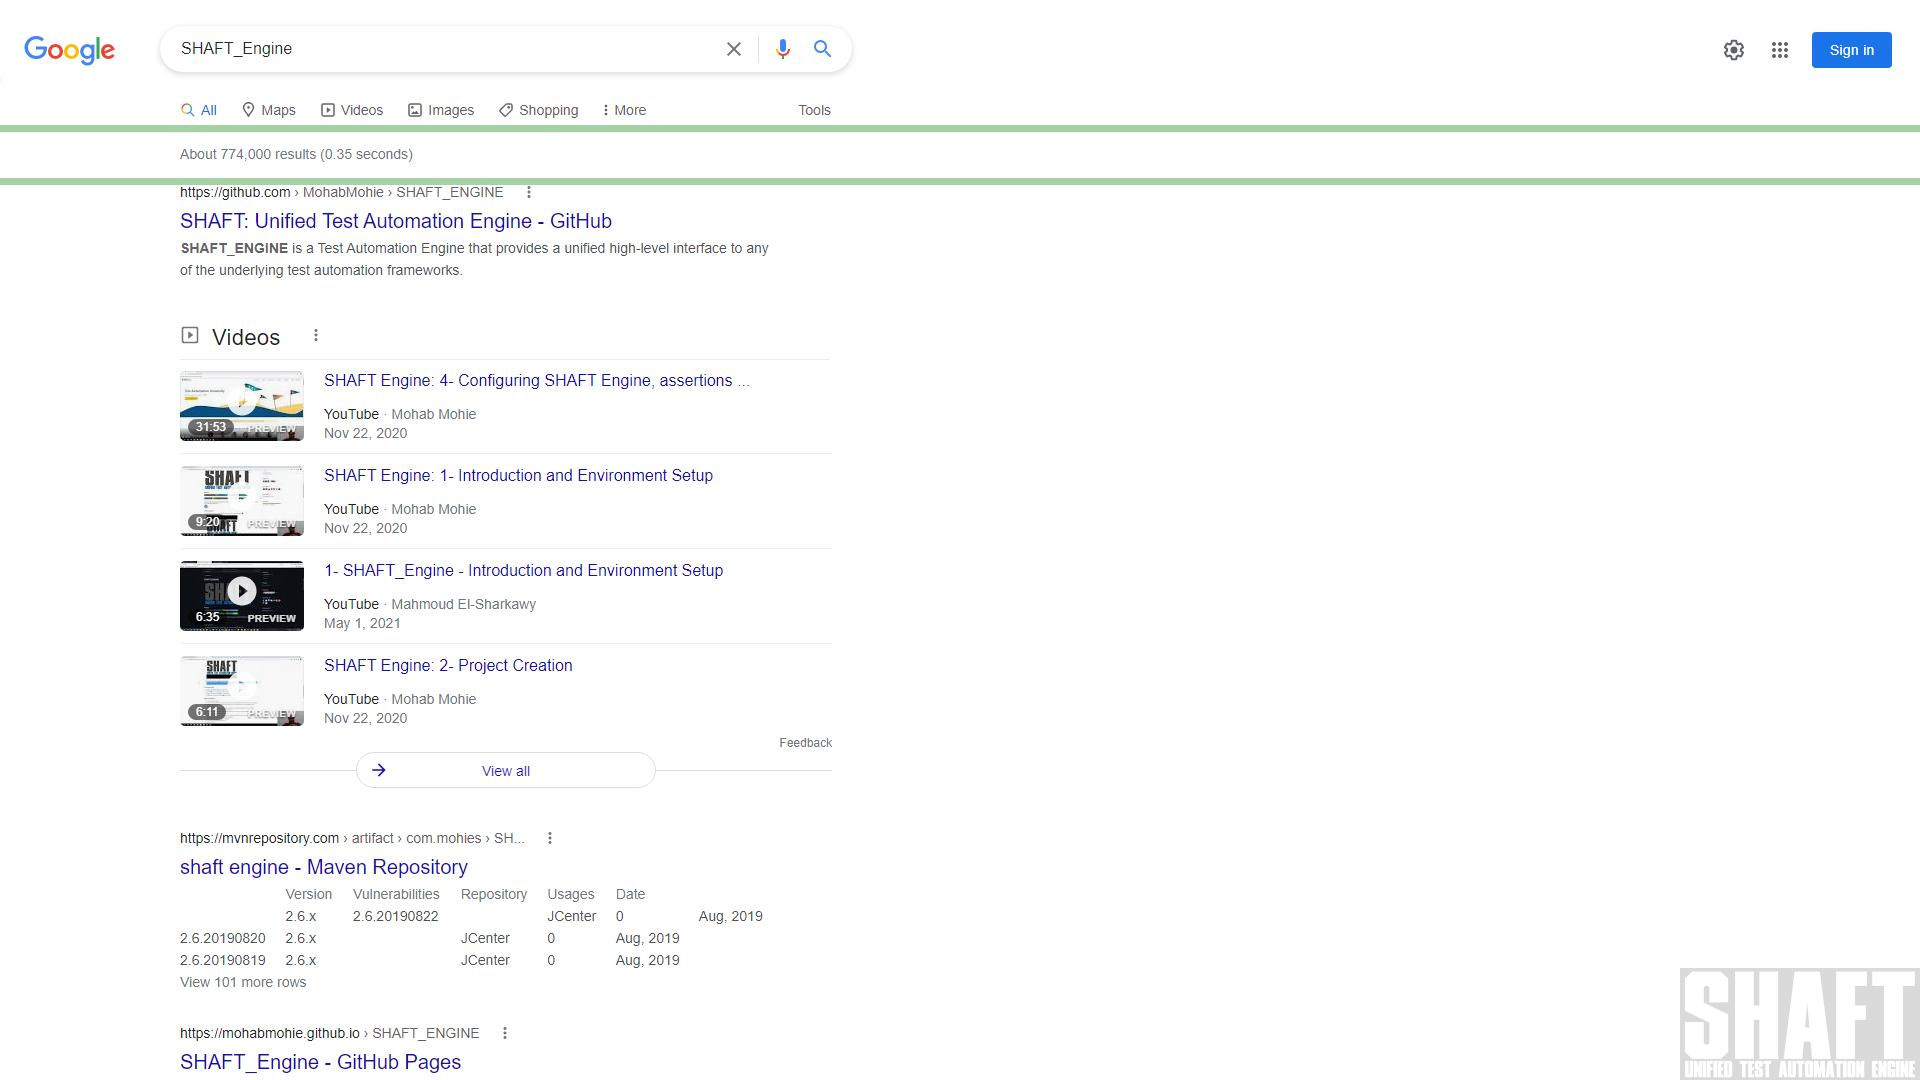 Google
SHAFT_Engine
Sign in
All
Maps
Videos
Images
Shopping
More
Tools
About 774,000 results (0.35 seconds)
https://github.com › MohabMohie › SHAFT_ENGINE
SHAFT: Unified Test Automation Engine - GitHub
SHAFT_ENGINE is a Test Automation Engine that provides a unified high-level interface to any
of the underlying test automation frameworks.
Videos
SHAFT Engine: 4- Configuring SHAFT Engine, assertions ...
31:53
PREVIEW
YouTube · Mohab Mohie
Nov 22, 2020
SHAFT
SHAFT Engine: 1- Introduction and Environment Setup
9:20
PREVIEW
YouTube · Mohab Mohie
Nov 22, 2020
1- SHAFT_Engine - Introduction and Environment Setup
6:35
PREVIEW
YouTube · Mahmoud El-Sharkawy
May 1, 2021
SHAFT
SHAFT Engine: 2- Project Creation
6:11
PREVIEW
YouTube · Mohab Mohie
Nov 22, 2020
Feedback
View all
https://mvnrepository.com › artifact › com.mohies › SH...
shaft engine - Maven Repository
Version Vulnerabilities Repository Usages Date
2.6.x 2.6.20190822 JCenter 0 Aug, 2019
2.6.20190820 2.6.x JCenter 0 Aug, 2019
2.6.20190819 2.6.x JCenter 0 Aug, 2019
View 101 more rows
https://mohabmohie.github.io › SHAFT_ENGINE
SHAFT_Engine - GitHub Pages
SHAFT
UNIFIED TEST AUTOMATION ENGINE